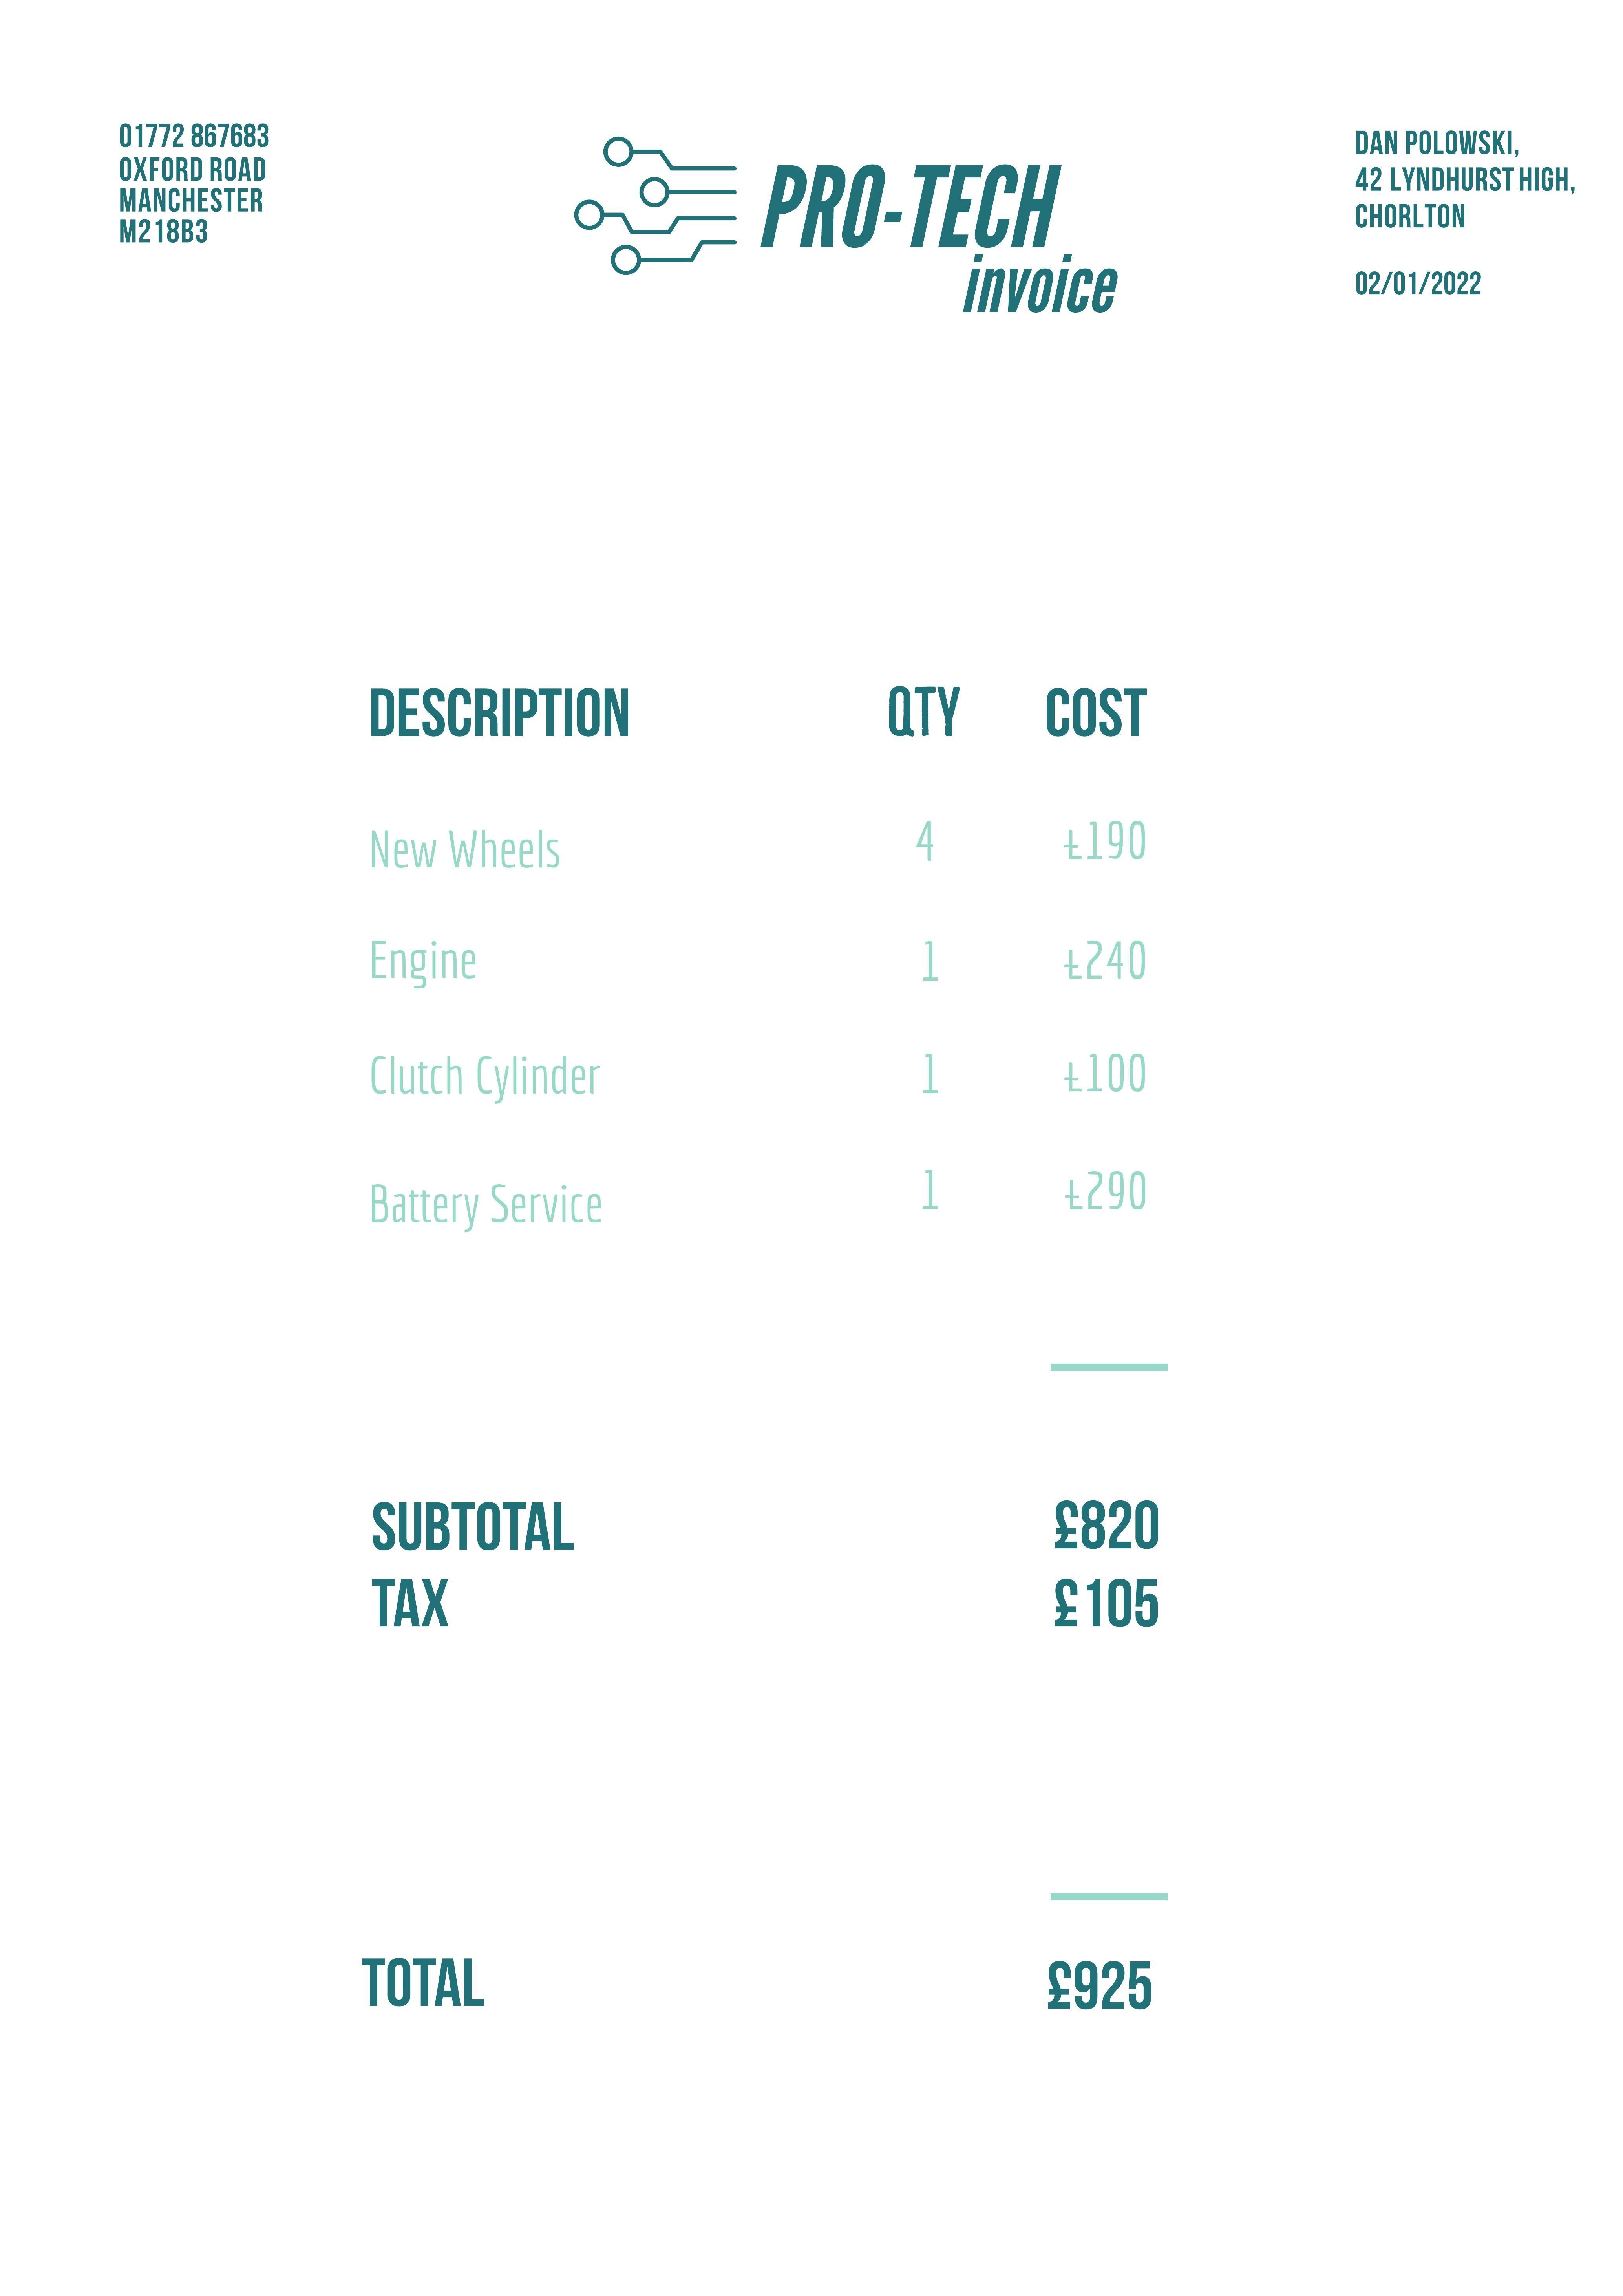 01772 867683
OXFORD ROAD
MANCHESTER
M218B3
PRO-TECH
invoice
DAN POLOWSKI,
42 LYNDHURST HIGH,
CHORLTON
02/01/2022
DESCRIPTION QTY COST
New Wheels 4 £190
Engine 1 £240
Clutch Cylinder 1 £100
Battery Service 1 £290
SUBTOTAL £820
TAX £105
TOTAL £925